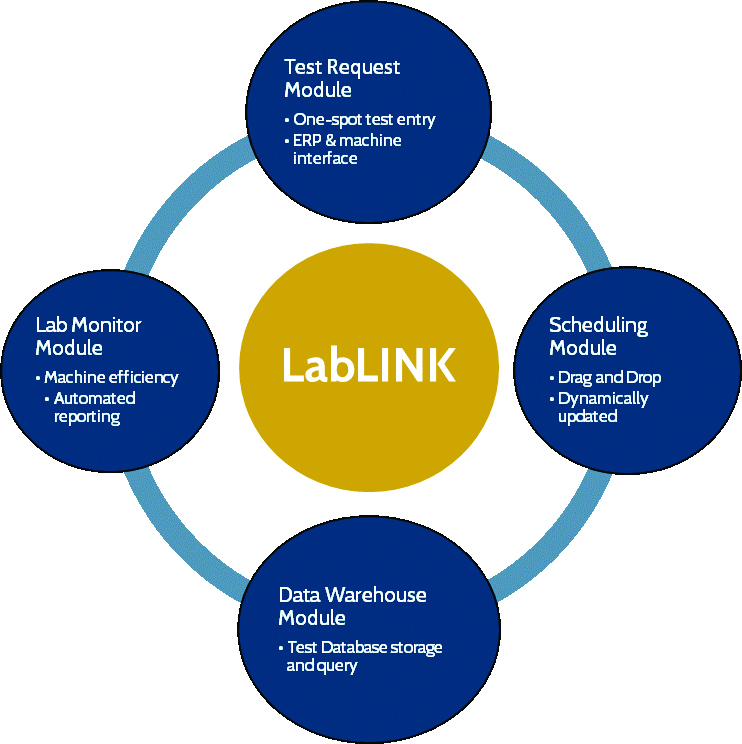 Test Request
Module
• One-spot test entry
• ERP & machine
interface
Lab Monitor
Module
• Machine efficiency
• Automated
reporting
LabLINK
Scheduling
Module
• Drag and Drop
• Dynamically
updated
Data Warehouse
Module
• Test Database storage
and query